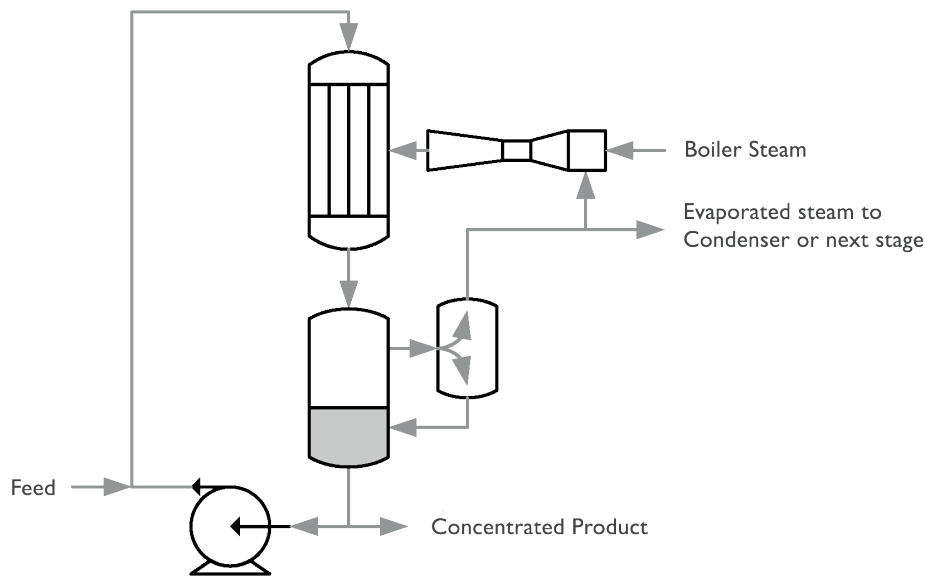 Boiler Steam
Evaporated steam to
Condenser or next stage
Feed
Concentrated Product